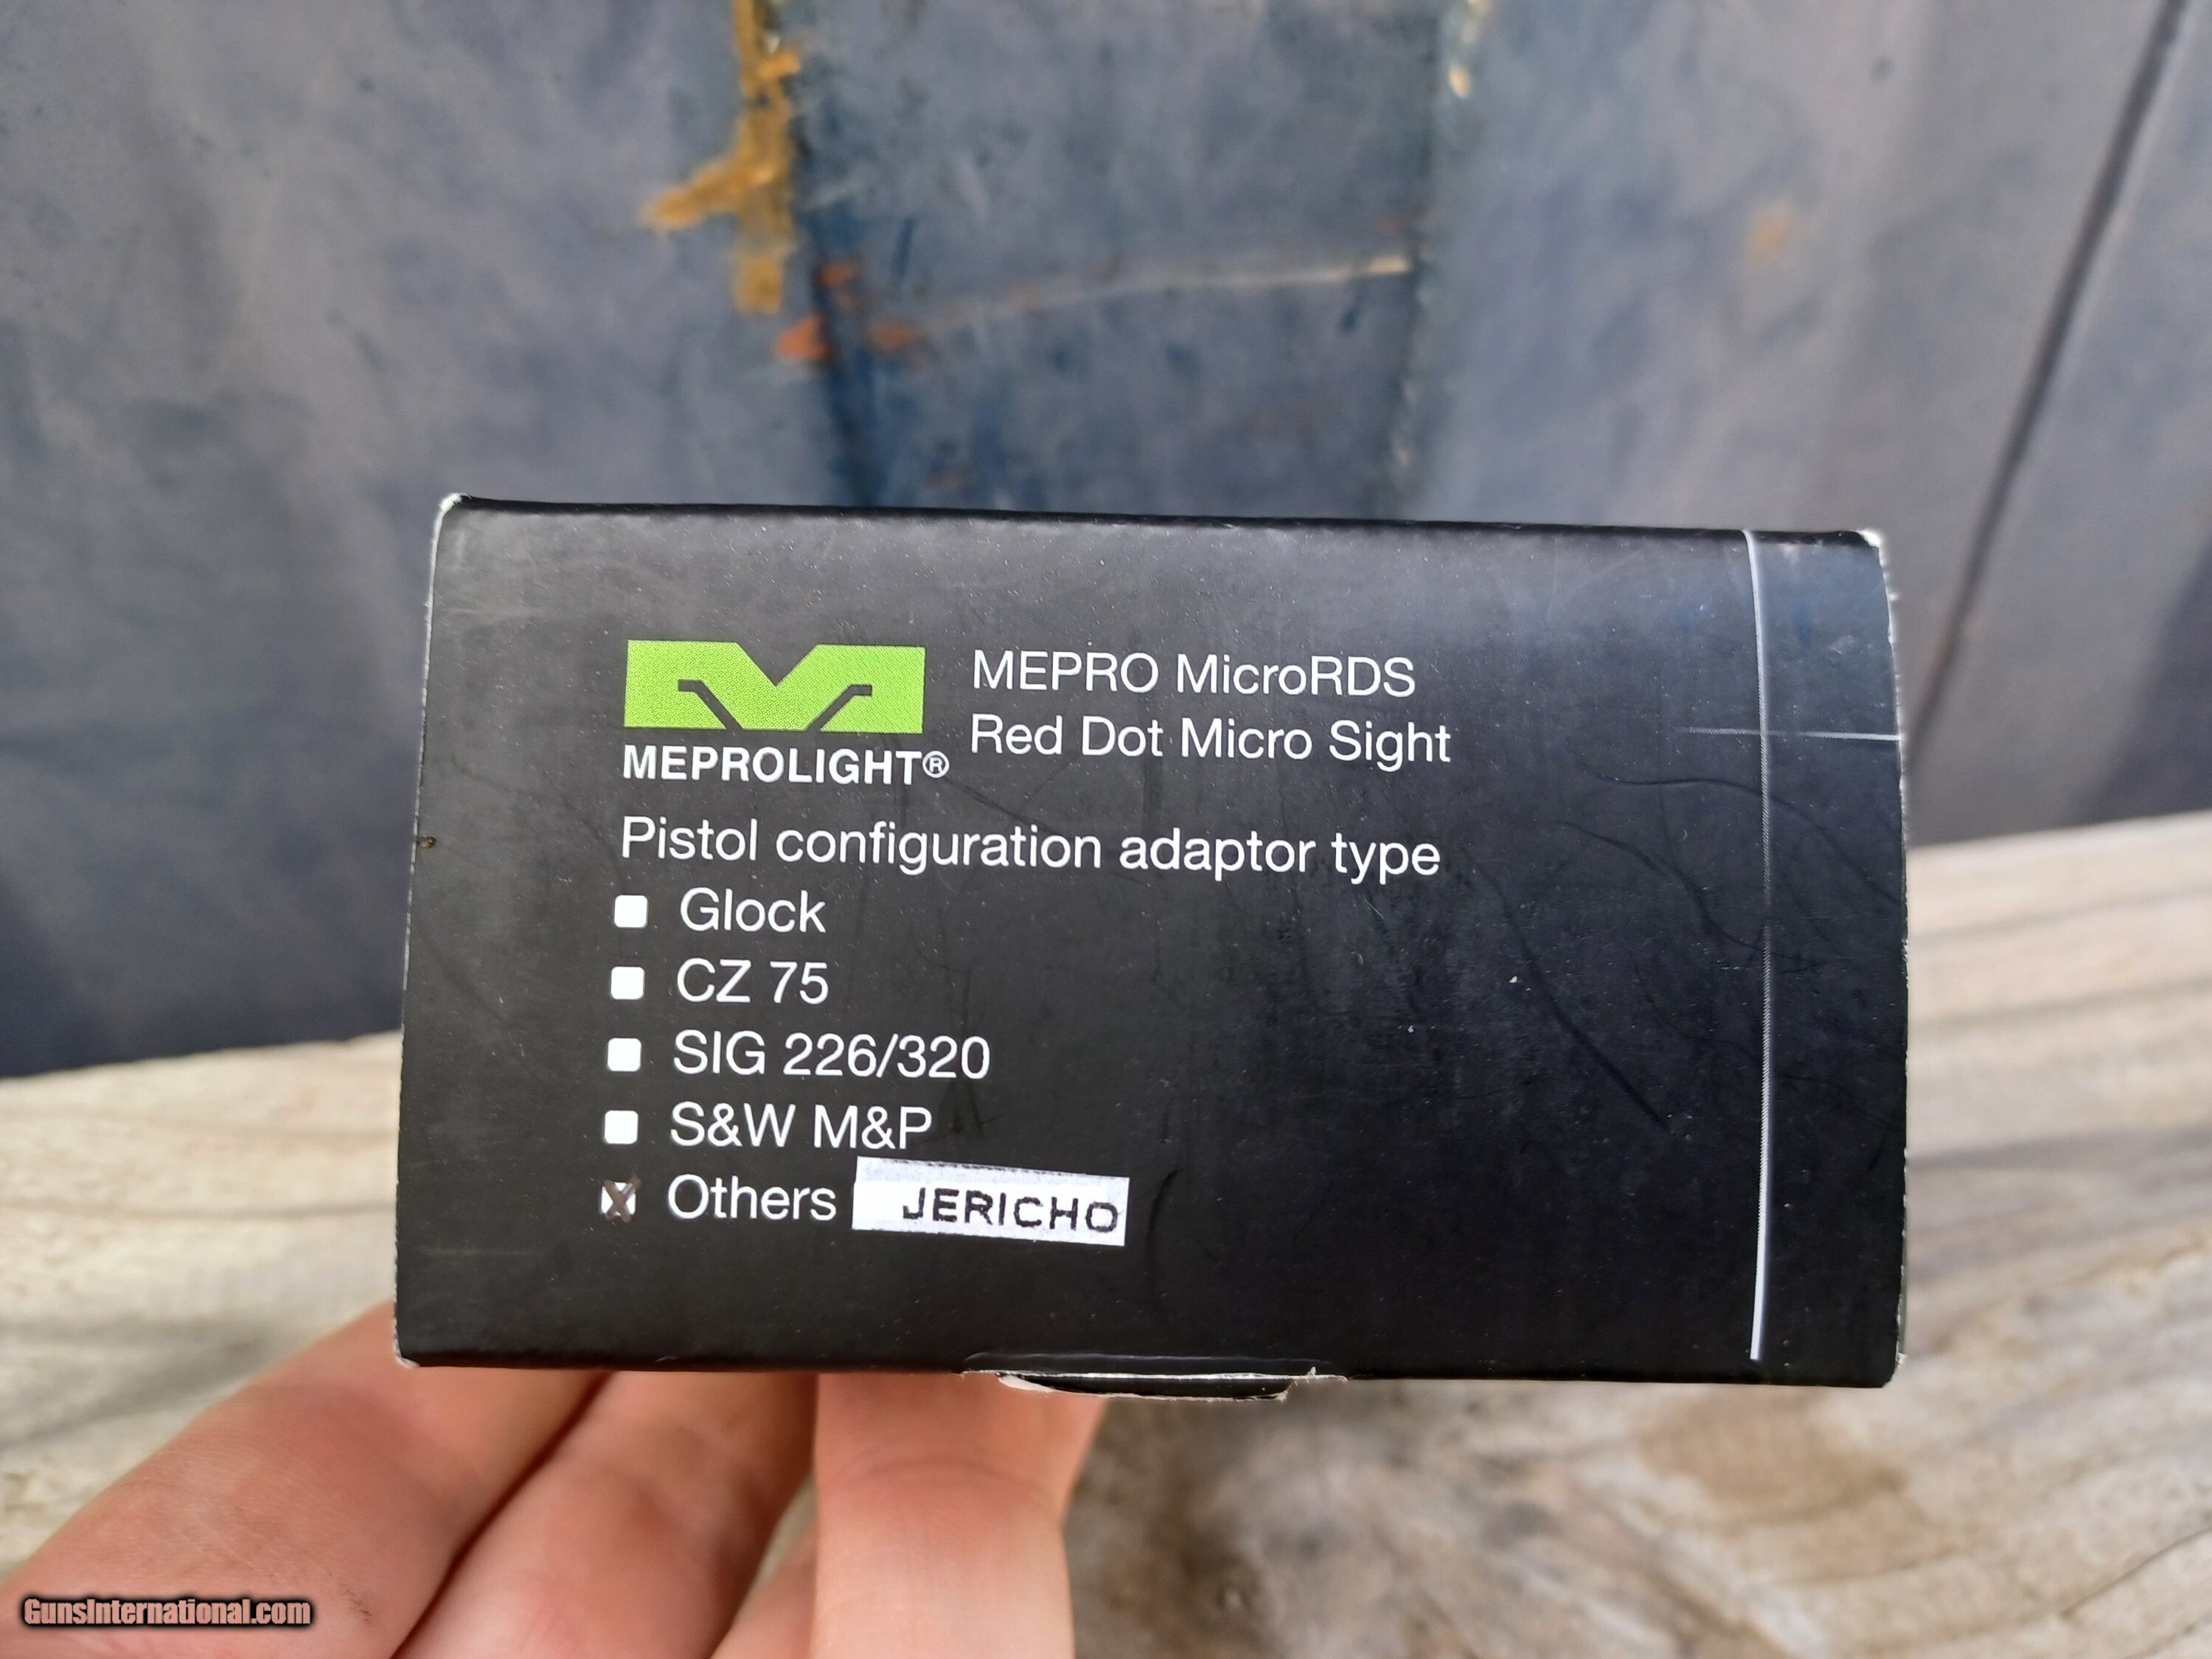 MEPROLIGHT®
MEPRO MicroRDS
Red Dot Micro Sight
Pistol configuration adaptor type
Glock
CZ 75
SIG 226/320
S&W M&P
Others JERICHO
GunsInternational.com